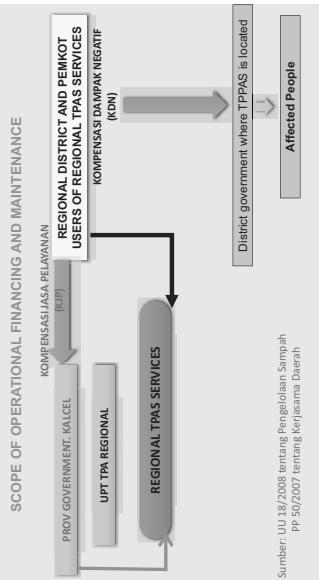 SCOPE OF OPERATIONAL FINANCING AND MAINTENANCE
KOMPENSASI JASA PELAYANAN
(KJP)
PROV GOVERNMENT. KALCEL
UPT TPA REGIONAL
REGIONAL TPAS SERVICES
REGIONAL DISTRICT AND PEMKOT
USERS OF REGIONAL TPAS SERVICES
KOMPENSASI DAMPAK NEGATIF
(KDN)
District government where TPPAS is located
Affected People
Sumber: UU 18/2008 tentang Pengelolaan Sampah
PP 50/2007 tentang Kerjasama Daerah